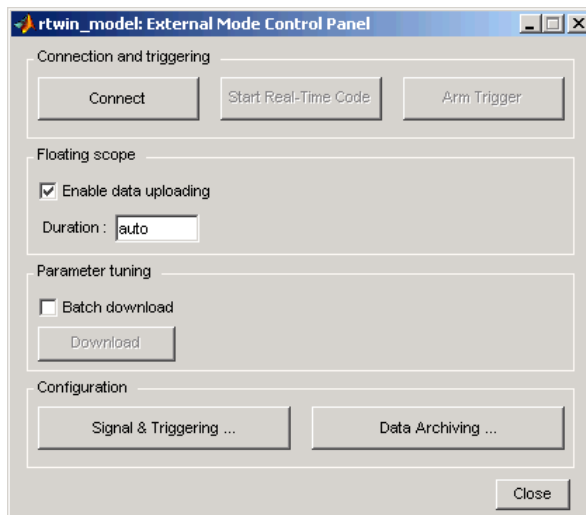 rtwin_model: External Mode Control Panel
Connection and triggering
Connect Start Real-Time Code Arm Trigger
Floating scope
Enable data uploading
Duration : auto
Parameter tuning
Batch download
Download
Configuration
Signal & Triggering ... Data Archiving ...
Close